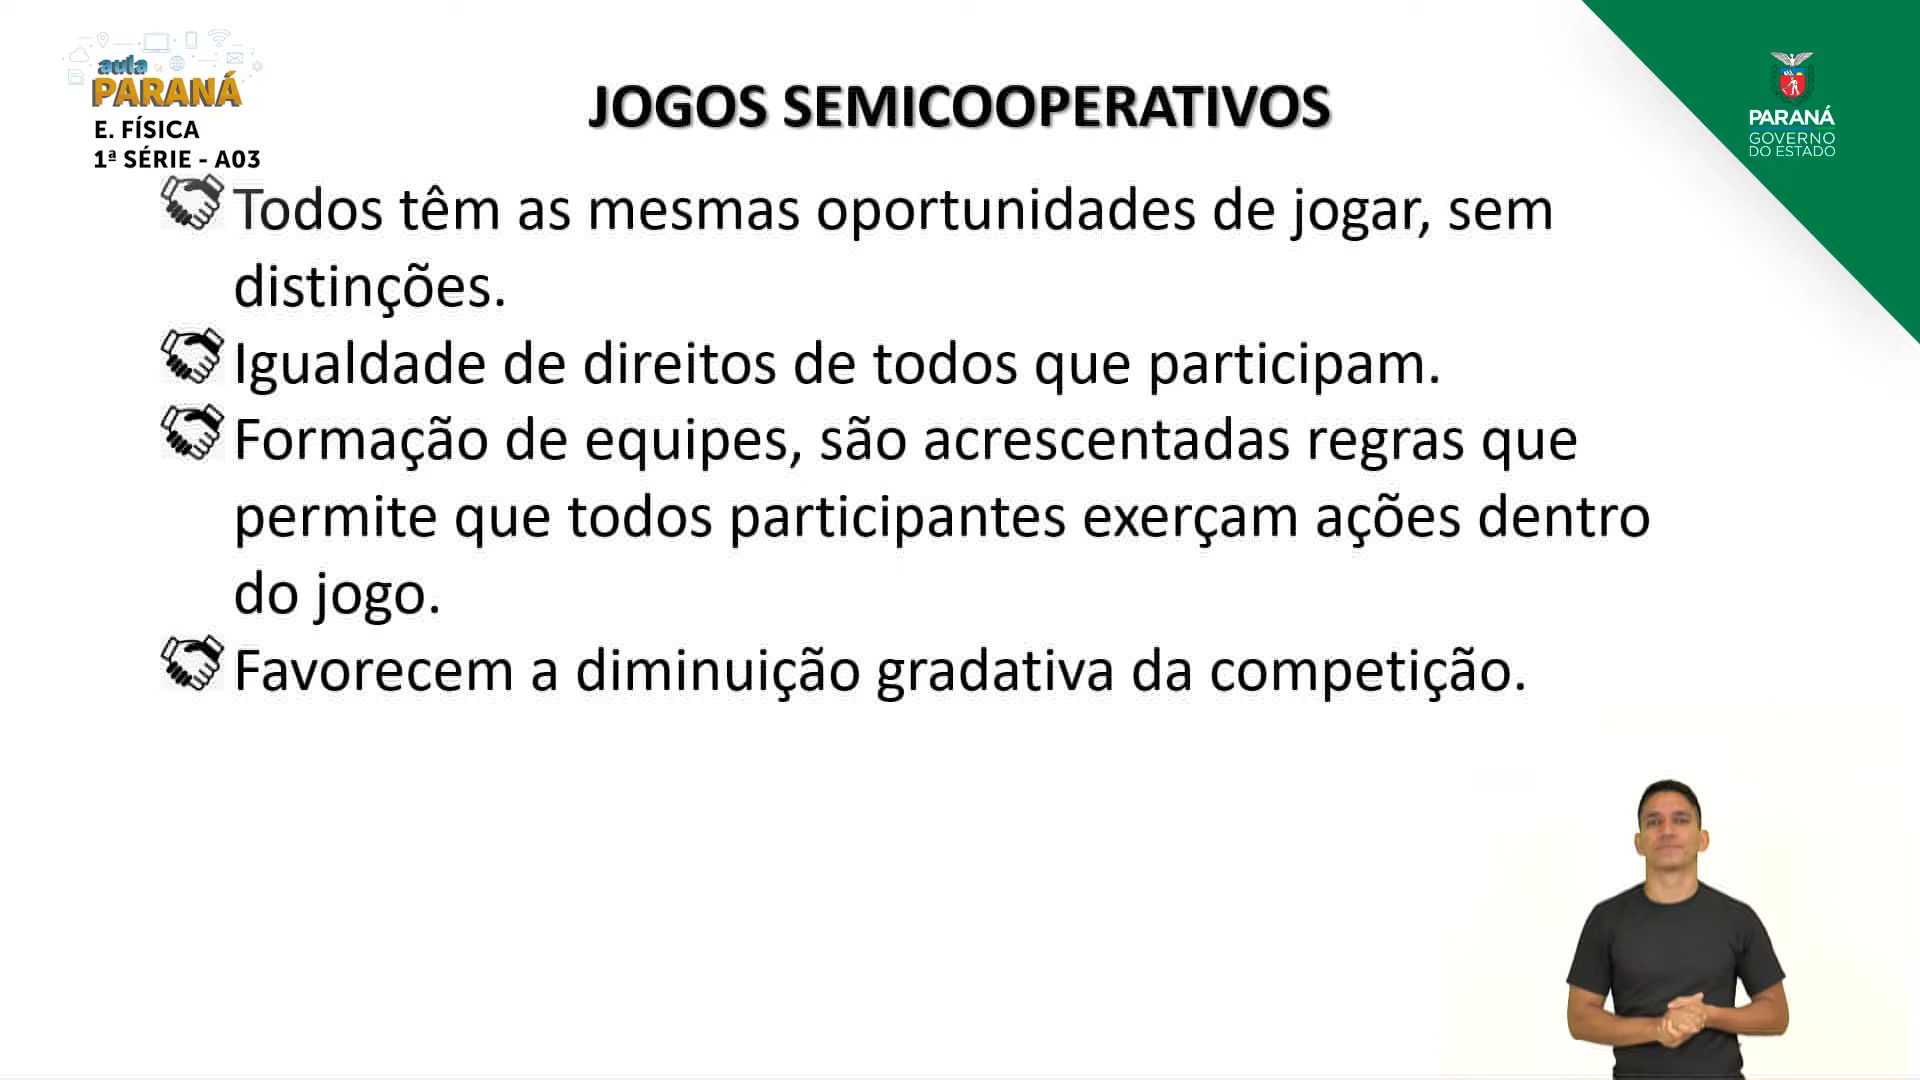 aula
PARANÁ
E. FÍSICA
1ª SÉRIE - A03
JOGOS SEMICOOPERATIVOS
PARANÁ
GOVERNO
DO ESTADO
Todos têm as mesmas oportunidades de jogar, sem
distinções.
Igualdade de direitos de todos que participam.
Formação de equipes, são acrescentadas regras que
permite que todos participantes exerçam ações dentro
do jogo.
Favorecem a diminuição gradativa da competição.